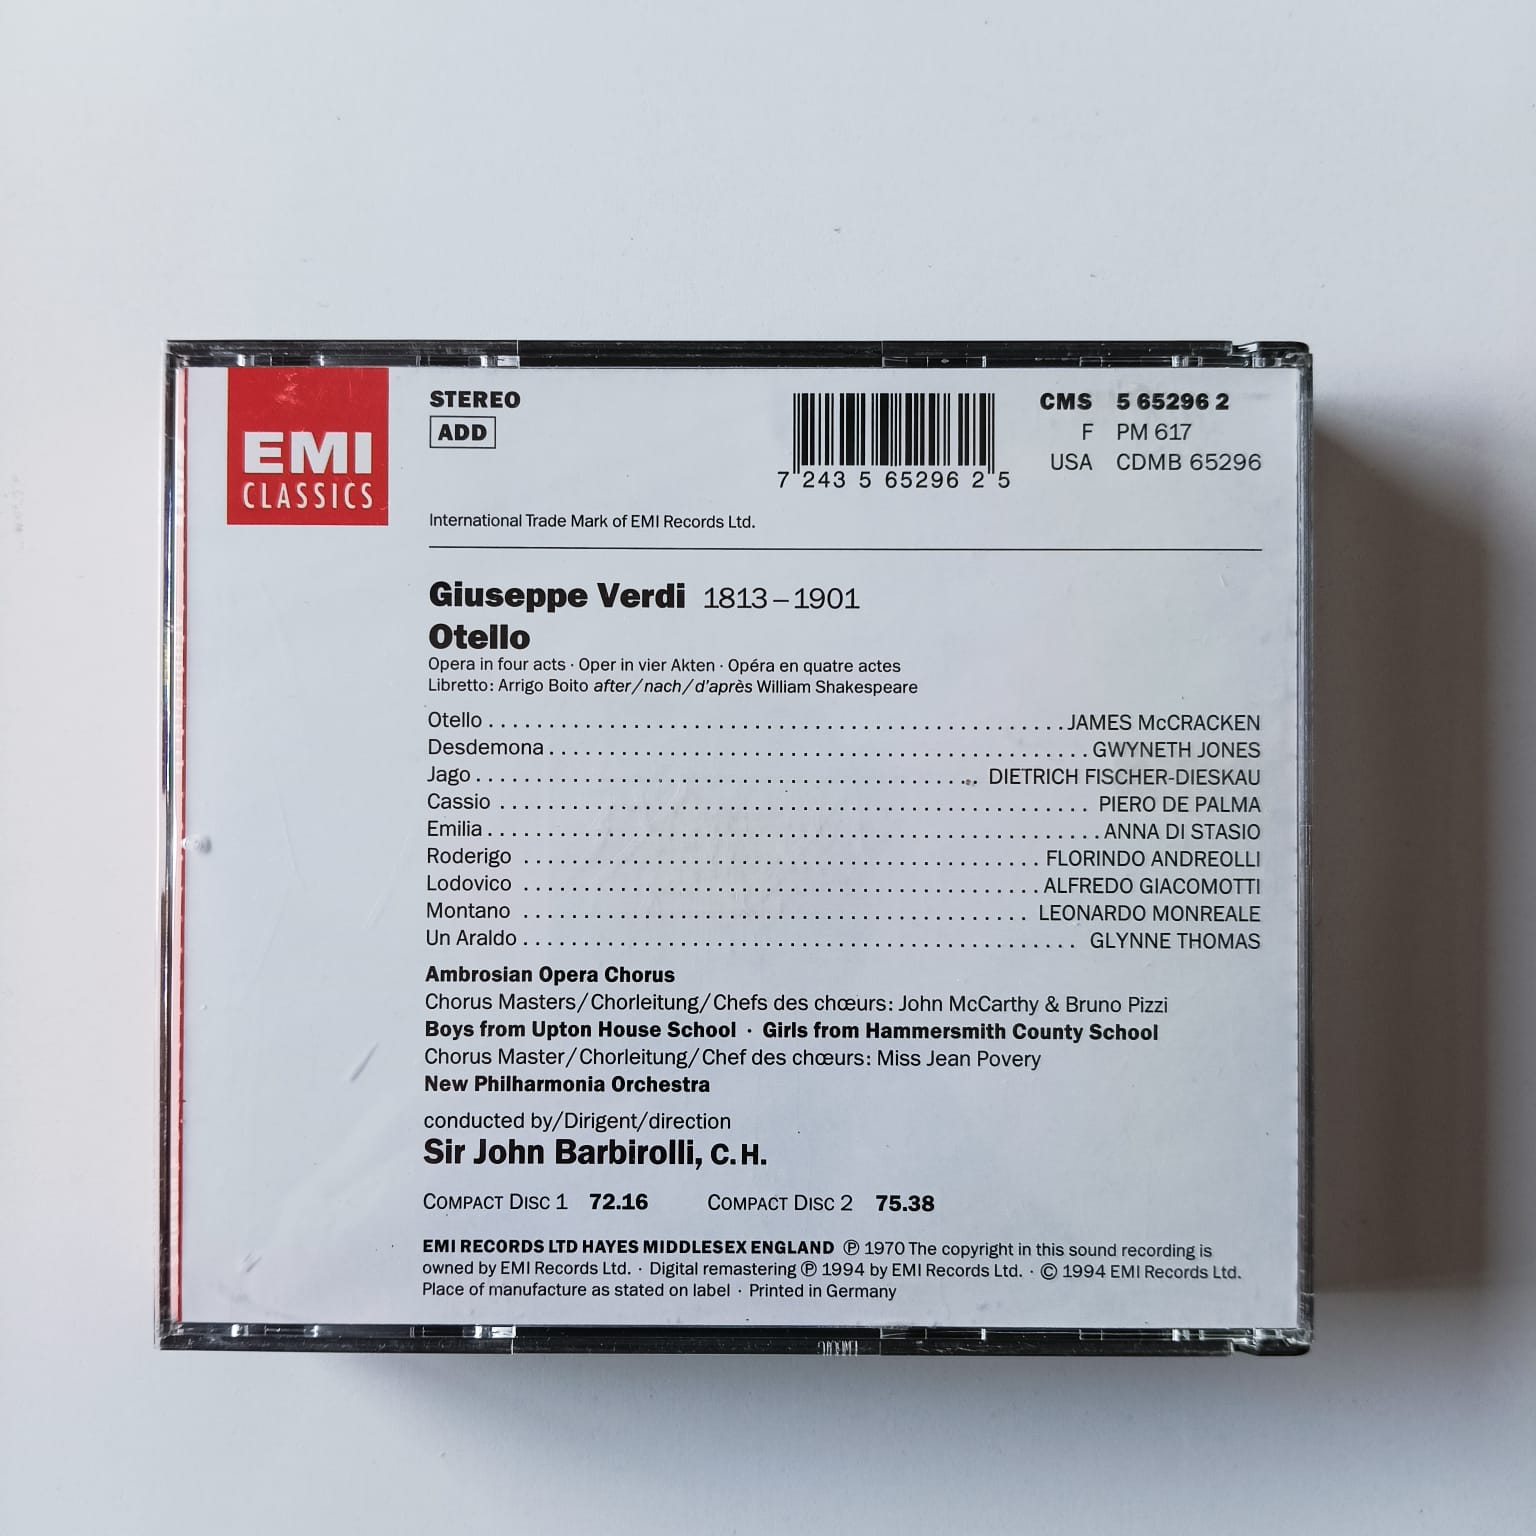 EMI
CLASSICS
STEREO
ADD
7 243 5 65296 2 5
CMS 5 65296 2
F PM 617
USA CDMB 65296
International Trade Mark of EMI Records Ltd.
Giuseppe Verdi 1813–1901
Otello
Opera in four acts · Oper in vier Akten · Opéra en quatre actes
Libretto: Arrigo Boito after/nach/d'après William Shakespeare
Otello . . . . . . . . . . . . . . . . . . . . JAMES McCRACKEN
Desdemona . . . . . . . . . . . . . . . . . . . . GWYNETH JONES
Jago . . . . . . . . . . . . . . . . . . . . DIETRICH FISCHER-DIESKAU
Cassio . . . . . . . . . . . . . . . . . . . . PIERO DE PALMA
Emilia . . . . . . . . . . . . . . . . . . . . ANNA DI STASIO
Roderigo . . . . . . . . . . . . . . . . . . . . FLORINDO ANDREOLLI
Lodovico . . . . . . . . . . . . . . . . . . . . ALFREDO GIACOMOTTI
Montano . . . . . . . . . . . . . . . . . . . . LEONARDO MONREALE
Un Araldo . . . . . . . . . . . . . . . . . . . . GLYNNE THOMAS
Ambrosian Opera Chorus
Chorus Masters/Chorleitung/Chefs des chœurs: John McCarthy & Bruno Pizzi
Boys from Upton House School · Girls from Hammersmith County School
Chorus Master/Chorleitung/Chef des chœurs: Miss Jean Povery
New Philharmonia Orchestra
conducted by/Dirigent/direction
Sir John Barbirolli, C.H.
COMPACT DISC 1 72.16 COMPACT DISC 2 75.38
EMI RECORDS LTD HAYES MIDDLESEX ENGLAND ℗ 1970 The copyright in this sound recording is
owned by EMI Records Ltd. · Digital remastering ℗ 1994 by EMI Records Ltd. · © 1994 EMI Records Ltd.
Place of manufacture as stated on label · Printed in Germany